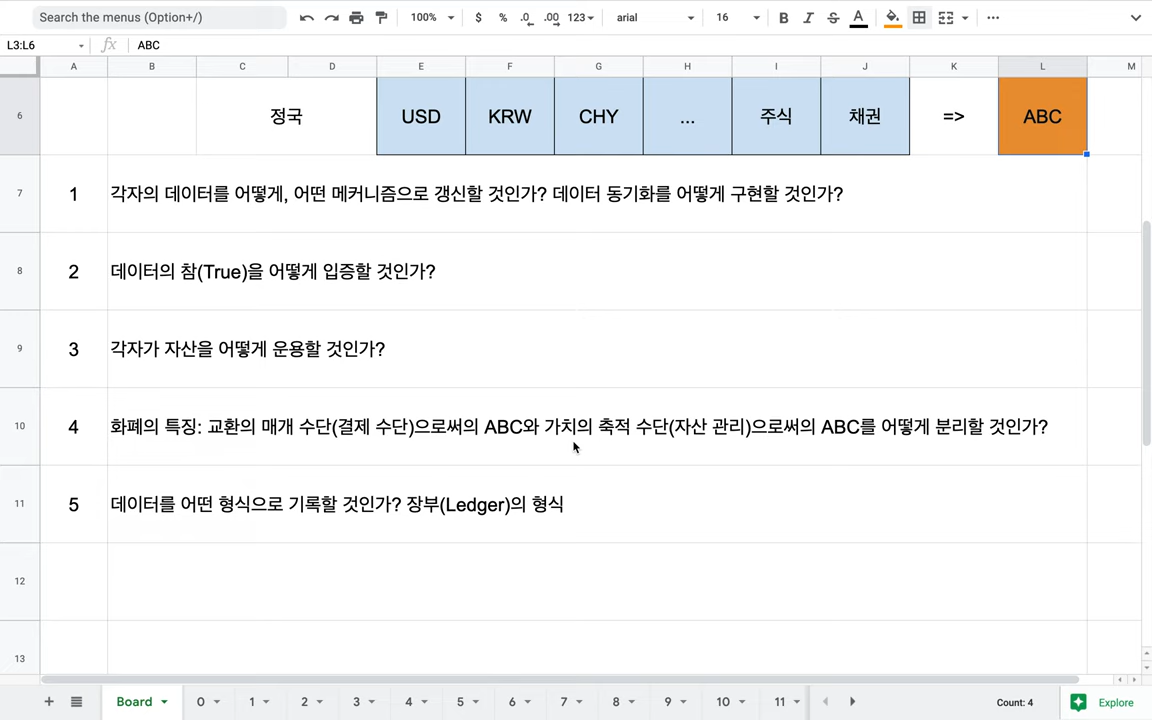 Search the menus (Option+/) 100% $ % .0 .00 123 arial 16 B I S A ...
L3:L6 fx ABC
A B C D E F G H I J K L M
6 정국 USD KRW CHY ... 주식 채권 => ABC
7 1 각자의 데이터를 어떻게, 어떤 메커니즘으로 갱신할 것인가? 데이터 동기화를 어떻게 구현할 것인가?
8 2 데이터의 참(True)을 어떻게 입증할 것인가?
9 3 각자가 자산을 어떻게 운용할 것인가?
10 4 화폐의 특징: 교환의 매개 수단(결제 수단)으로써의 ABC와 가치의 축적 수단(자산 관리)으로써의 ABC를 어떻게 분리할 것인가?
11 5 데이터를 어떤 형식으로 기록할 것인가? 장부(Ledger)의 형식
12
13
+ Board 0 1 2 3 4 5 6 7 8 9 10 11 Count: 4 Explore